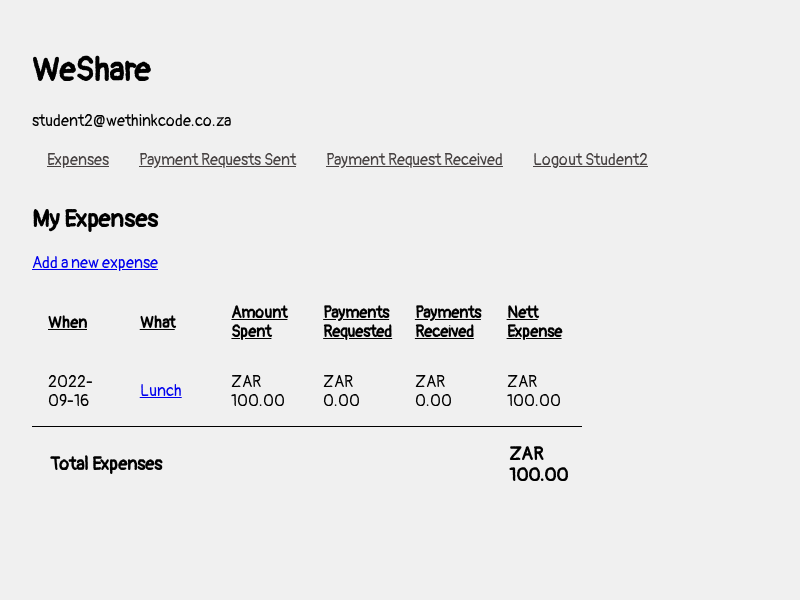 WeShare
student2@wethinkcode.co.za
Expenses Payment Requests Sent Payment Request Received Logout Student2
My Expenses
Add a new expense
When What Amount Spent Payments Requested Payments Received Nett Expense
2022-09-16 Lunch ZAR 100.00 ZAR 0.00 ZAR 0.00 ZAR 100.00
Total Expenses ZAR 100.00